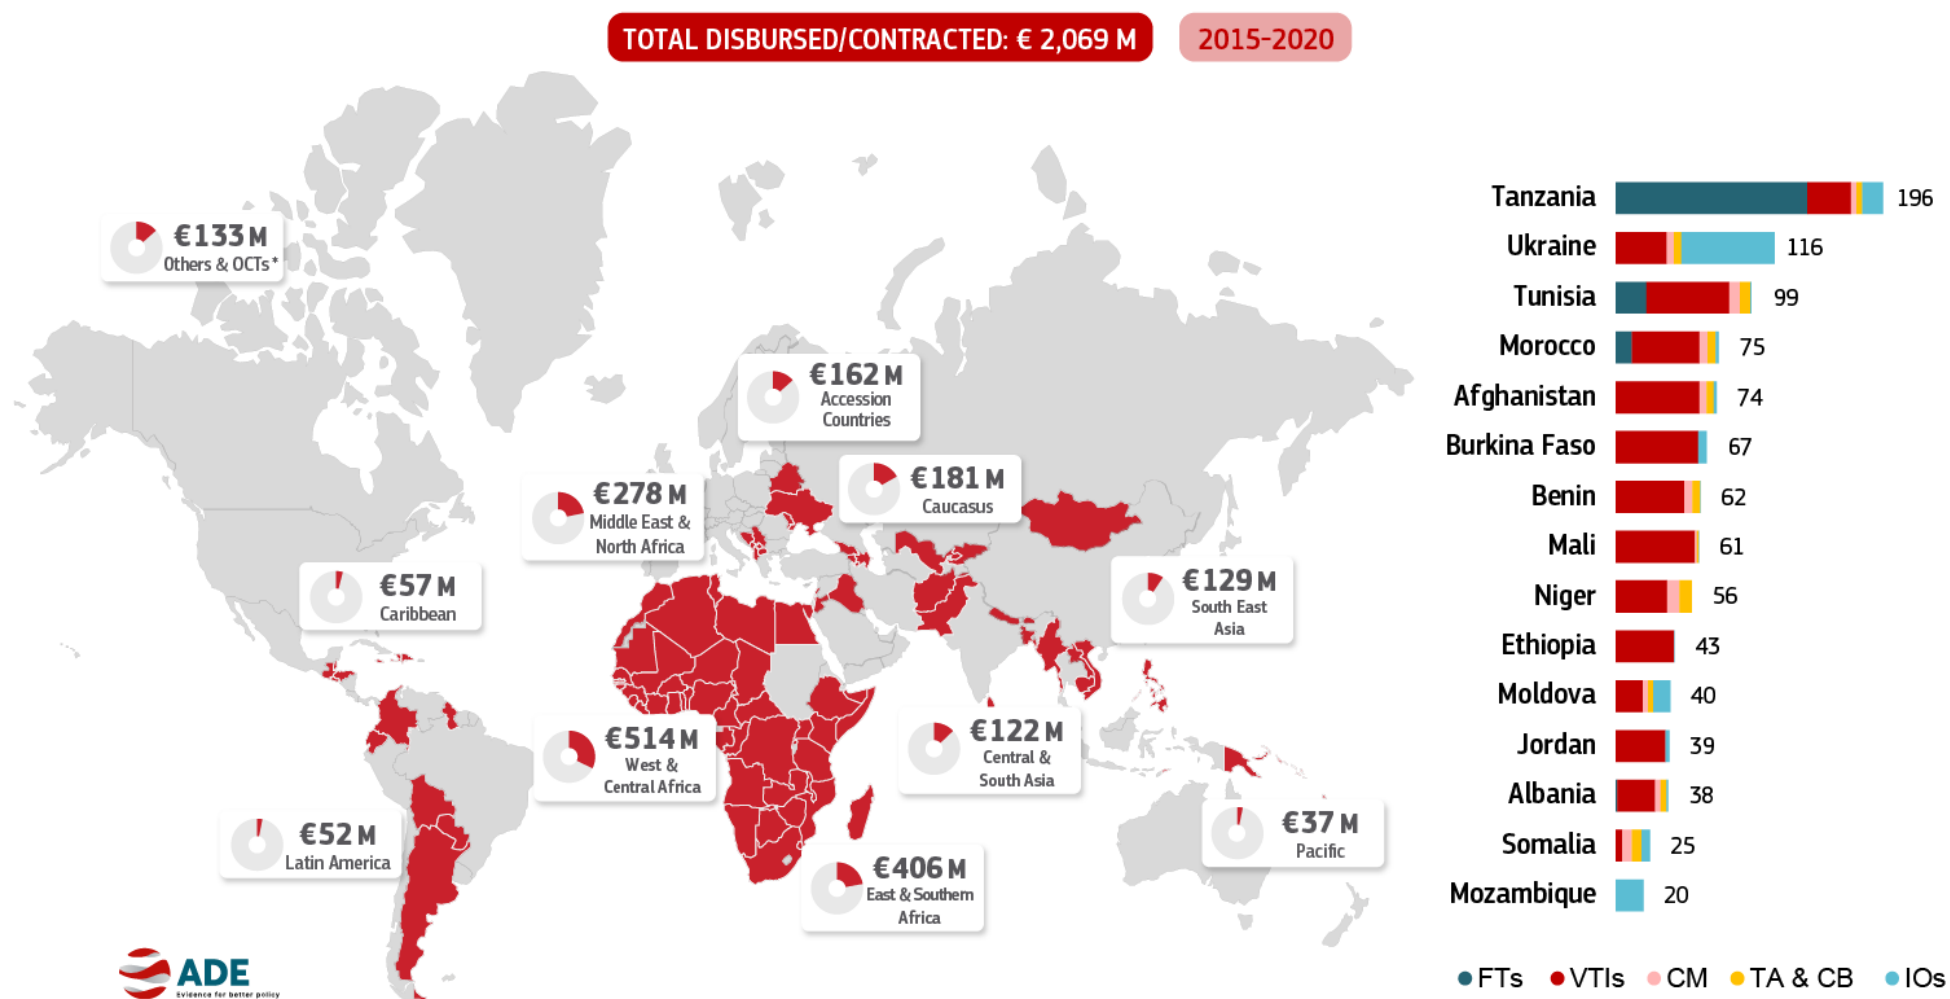 TOTAL DISBURSED/CONTRACTED: € 2,069 M
2015-2020
€133 M
Others & OCTs *
€162 M
Accession
Countries
€181 M
Caucasus
€278 M
Middle East &
North Africa
€57 M
Caribbean
€129 M
South East
Asia
€514 M
West &
Central Africa
€122 M
Central &
South Asia
€52 M
Latin America
€37 M
Pacific
€406 M
East & Southern
Africa
ADE
Evidence for better policy
Tanzania 196
Ukraine 116
Tunisia 99
Morocco 75
Afghanistan 74
Burkina Faso 67
Benin 62
Mali 61
Niger 56
Ethiopia 43
Moldova 40
Jordan 39
Albania 38
Somalia 25
Mozambique 20
FTs VTIs CM TA & CB IOs